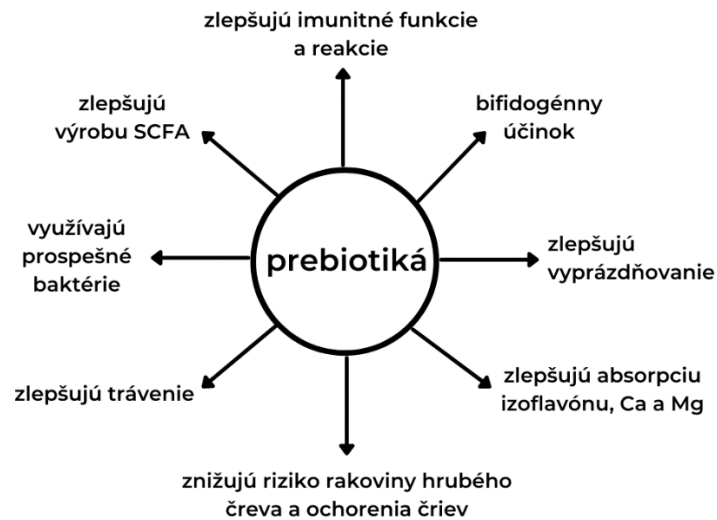 zlepšujú imunitné funkcie
a reakcie
zlepšujú
výrobu SCFA
bifidogénny
účinok
využívajú
prospešné
baktérie
prebiotiká
zlepšujú
vyprázdňovanie
zlepšujú trávenie
zlepšujú absorpciu
izoflavónu, Ca a Mg
znižujú riziko rakoviny hrubého
čreva a ochorenia čriev